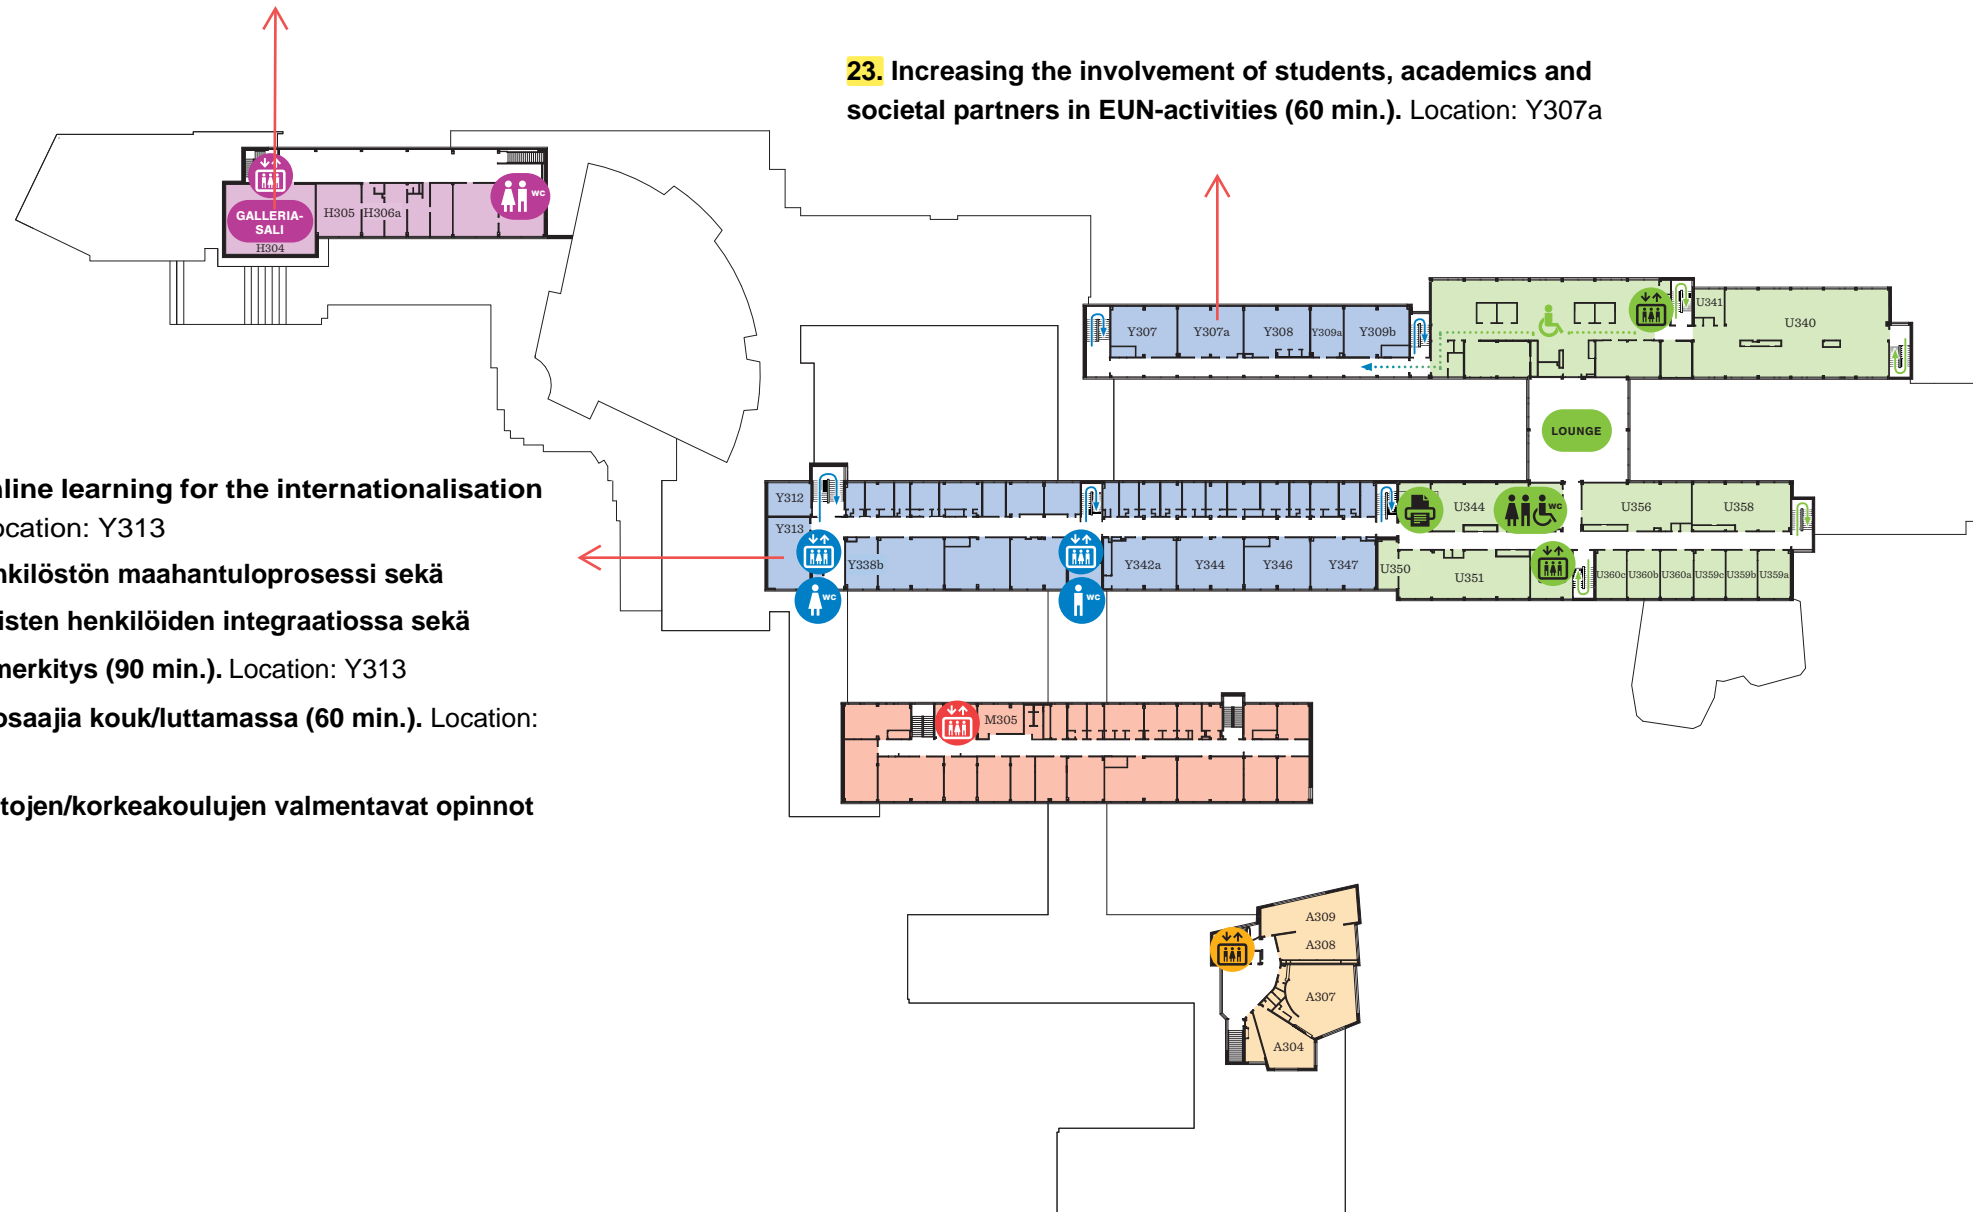 23. Increasing the involvement of students, academics and
societal partners in EUN-activities (60 min.). Location: Y307a
GALLERIA-
SALI
H304
H305
H306a
WC
Y307
Y307a
Y308
Y309a
Y309b
U341
U340
LOUNGE
nline learning for the internationalisation
ocation: Y313
nkilöstön maahantuloprosessi sekä
isten henkilöiden integraatiossa sekä
merkitys (90 min.). Location: Y313
osaajia kouk/luttamassa (60 min.). Location:
tojen/korkeakoulujen valmentavat opinnot
Y312
Y313
Y338b
WC
WC
Y342a
Y344
Y346
Y347
U350
U344
WC
U356
U358
U351
U360c
U360b
U360a
U359c
U359b
U359a
M305
A309
A308
A307
A304